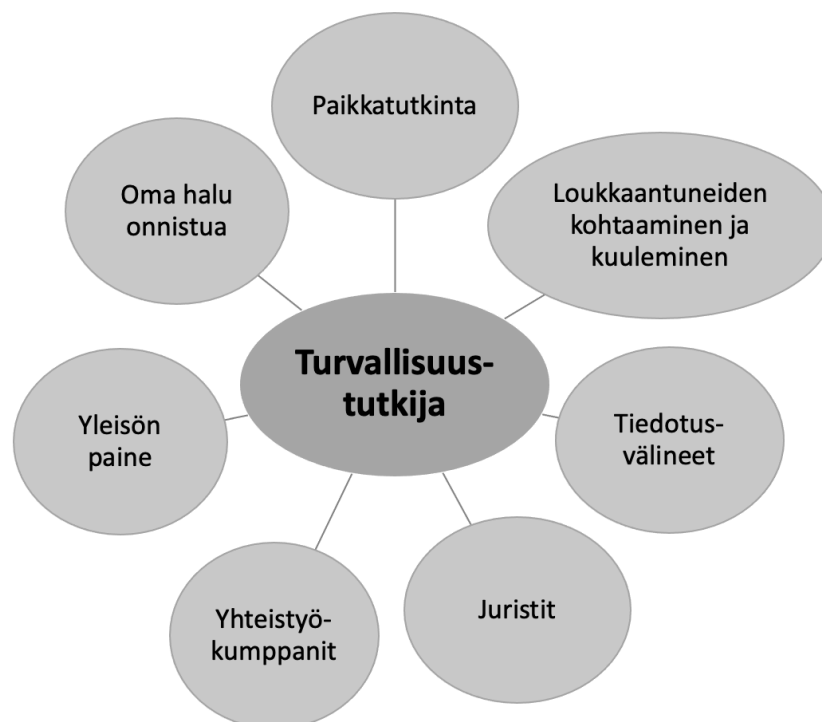 Paikkatutkinta
Oma halu
onnistua
Loukkaantuneiden
kohtaaminen ja
kuuleminen
Turvallisuus-
tutkija
Yleisön
paine
Tiedotus-
välineet
Yhteistyö-
kumppanit
Juristit